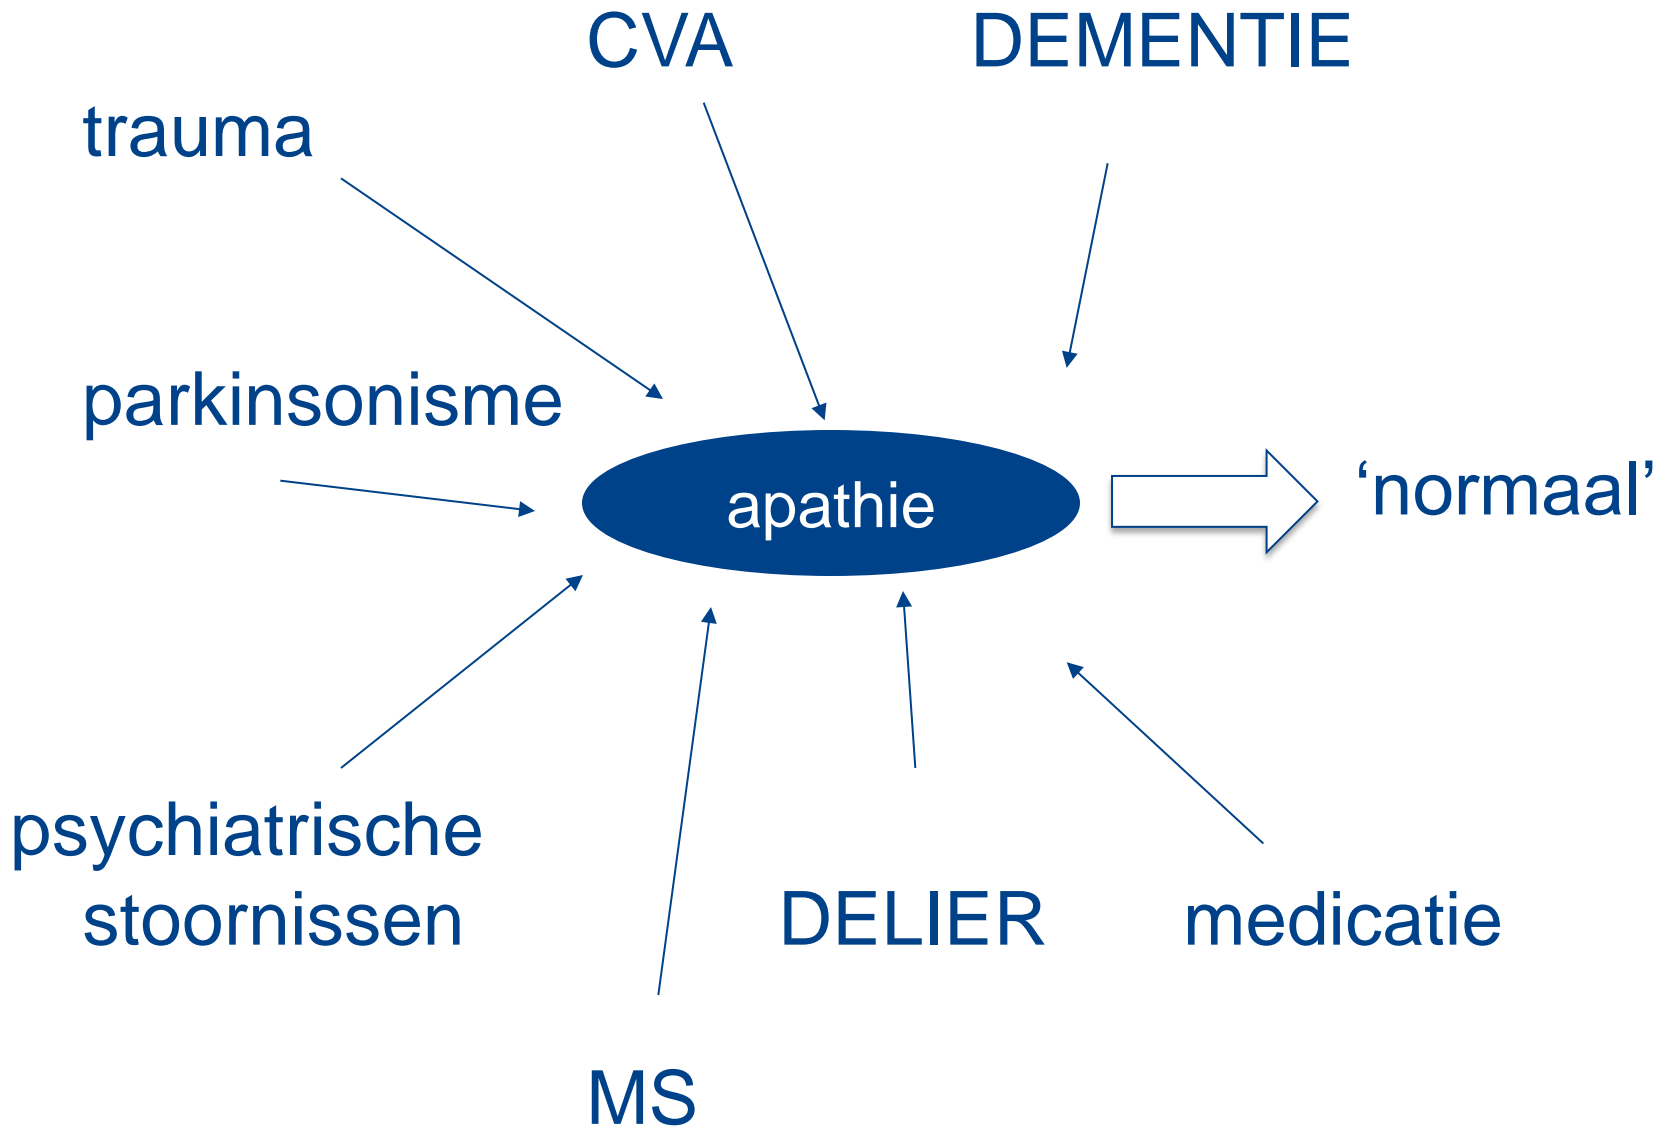 CVA
DEMENTIE
trauma
parkinsonisme
apathie
‘normaal’
psychiatrische
stoornissen
DELIER
medicatie
MS